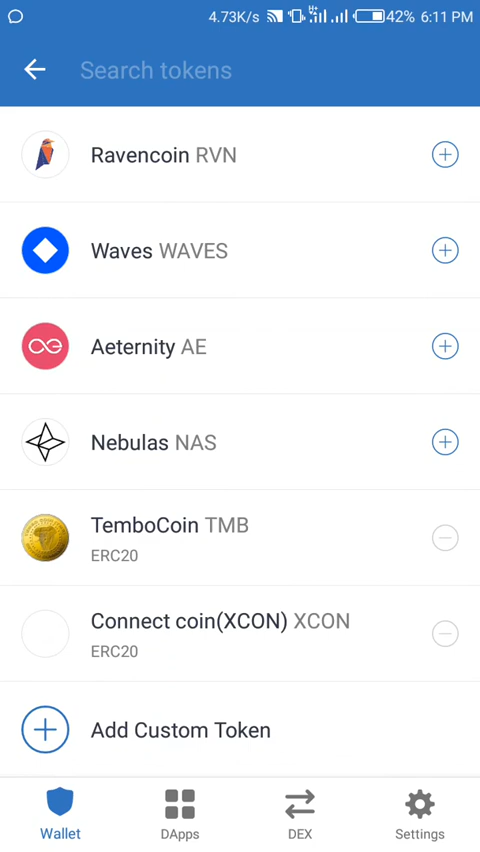 4.73K/s H+ 42% 6:11 PM
Search tokens
Ravencoin RVN
Waves WAVES
Aeternity AE
Nebulas NAS
TemboCoin TMB
ERC20
Connect coin(XCON) XCON
ERC20
Add Custom Token
Wallet DApps DEX Settings